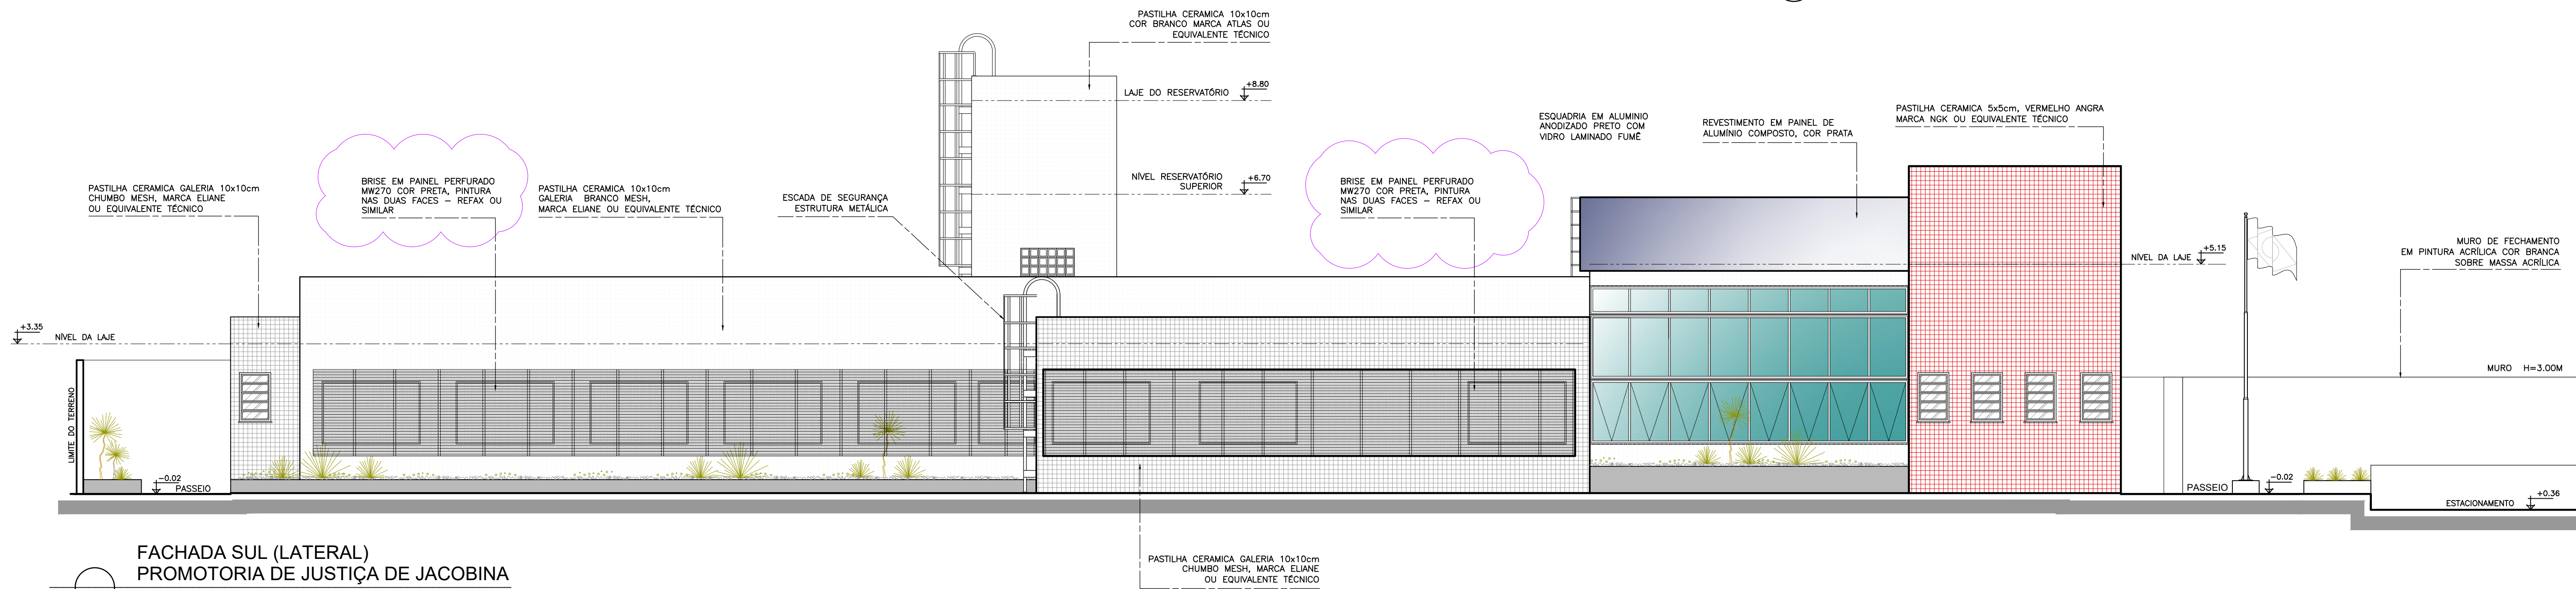 PASTILHA CERAMICA 10x10cm
COR BRANCO MARCA ATLAS OU
EQUIVALENTE TÉCNICO
LAJE DO RESERVATÓRIO
+8.80
NÍVEL RESERVATÓRIO
SUPERIOR
+6.70
ESQUADRIA EM ALUMINIO
ANODIZADO PRETO COM
VIDRO LAMINADO FUMÊ
REVESTIMENTO EM PAINEL DE
ALUMÍNIO COMPOSTO, COR PRATA
PASTILHA CERAMICA 5x5cm, VERMELHO ANGRA
MARCA NGK OU EQUIVALENTE TÉCNICO
PASTILHA CERAMICA GALERIA 10x10cm
CHUMBO MESH, MARCA ELIANE
OU EQUIVALENTE TÉCNICO
BRISE EM PAINEL PERFURADO
MW270 COR PRETA, PINTURA
NAS DUAS FACES – REFAX OU
SIMILAR
PASTILHA CERAMICA 10x10cm
GALERIA BRANCO MESH,
MARCA ELIANE OU EQUIVALENTE TÉCNICO
ESCADA DE SEGURANÇA
ESTRUTURA METÁLICA
BRISE EM PAINEL PERFURADO
MW270 COR PRETA, PINTURA
NAS DUAS FACES – REFAX OU
SIMILAR
NÍVEL DA LAJE
+5.15
MURO DE FECHAMENTO
EM PINTURA ACRÍLICA COR BRANCA
SOBRE MASSA ACRÍLICA
+3.35
NÍVEL DA LAJE
MURO H=3.00M
LIMITE DO TERRENO
-0.02
PASSEIO
PASSEIO
-0.02
ESTACIONAMENTO
+0.36
PASTILHA CERAMICA GALERIA 10x10cm
CHUMBO MESH, MARCA ELIANE
OU EQUIVALENTE TÉCNICO
FACHADA SUL (LATERAL)
PROMOTORIA DE JUSTIÇA DE JACOBINA